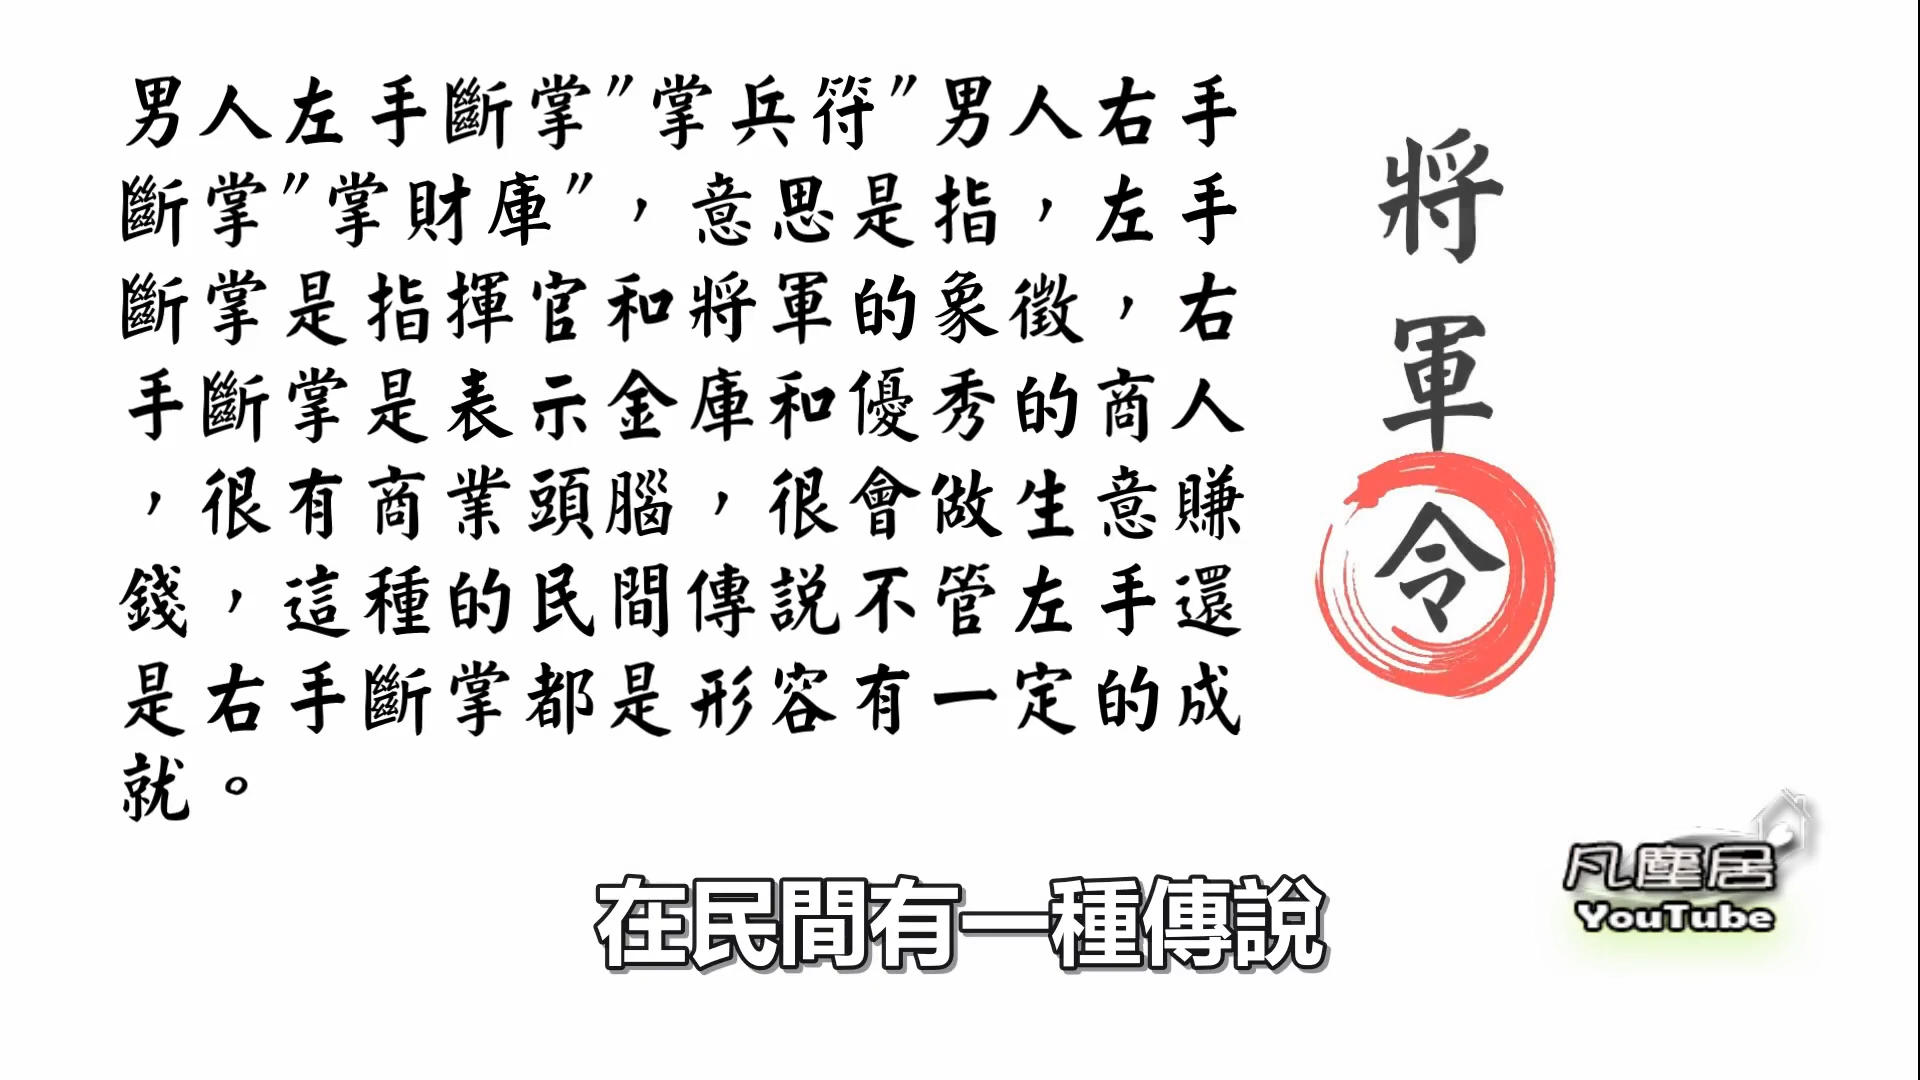 男人左手斷掌"掌兵符"男人右手
斷掌"掌財庫"，意思是指，左手
斷掌是指揮官和將軍的象徵，右
手斷掌是表示金庫和優秀的商人
，很有商業頭腦，很會做生意賺
錢，這種的民間傳說不管左手還
是右手斷掌都是形容有一定的成
就。
將軍令
在民間有一種傳說
凡塵居
YouTube